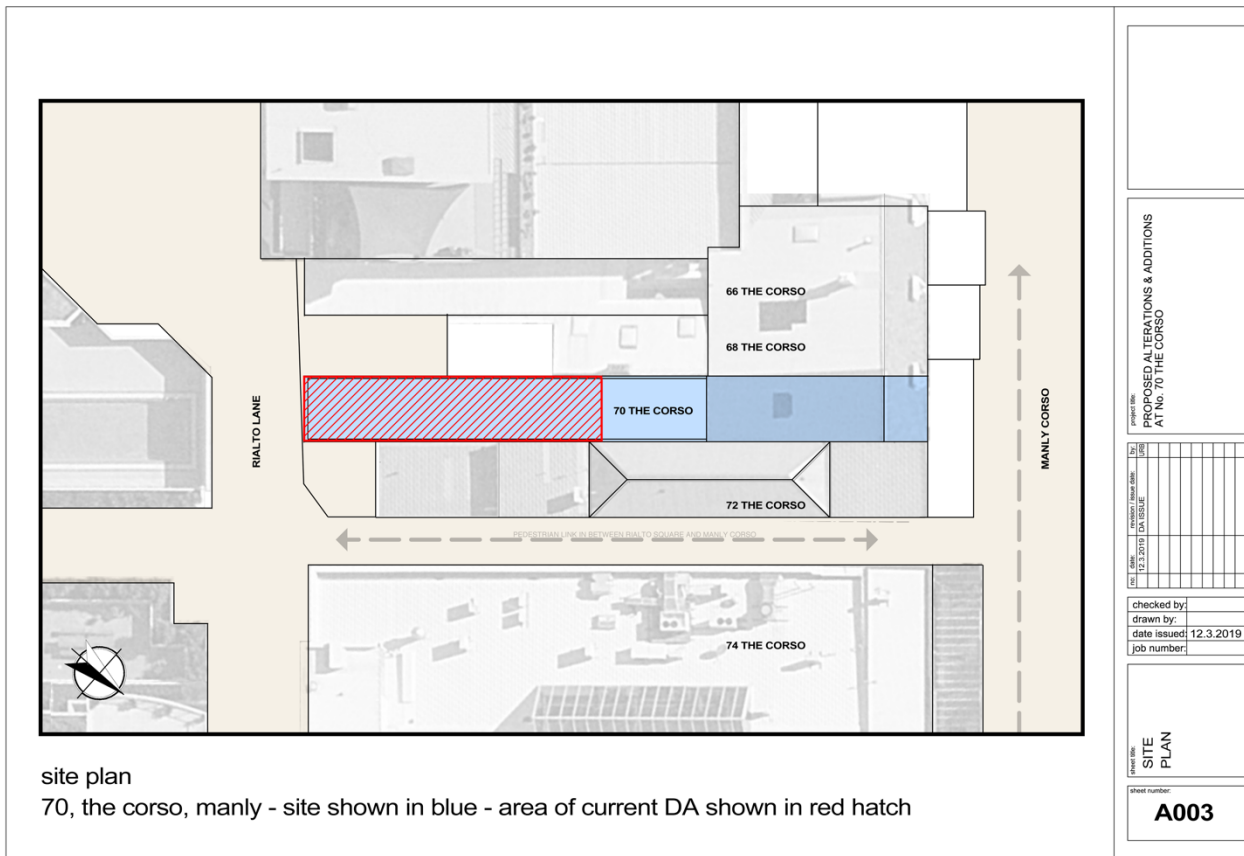 66 THE CORSO
68 THE CORSO
70 THE CORSO
72 THE CORSO
RIALTO LANE
MANLY CORSO
PEDESTRIAN LINK IN BETWEEN RIALTO SQUARE AND MANLY CORSO
74 THE CORSO
site plan
70, the corso, manly - site shown in blue - area of current DA shown in red hatch
project title:
PROPOSED ALTERATIONS & ADDITIONS
AT No. 70 THE CORSO
no: date: revision / issue date: by:
12.3.2019 DA ISSUE URB
checked by:
drawn by:
date issued: 12.3.2019
job number:
sheet title:
SITE
PLAN
sheet number:
A003